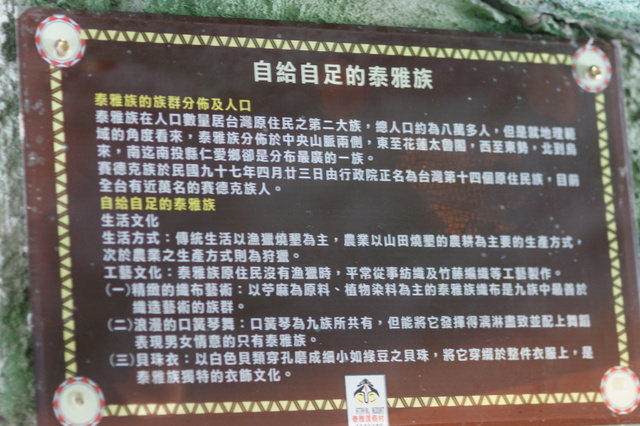 自給自足的泰雅族
泰雅族的族群分佈及人口
泰雅族在人口數量居台灣原住民之第二大族，總人口約為八萬多人，但是就地理範
域的角度看來，泰雅族分佈於中央山脈兩側，東至花蓮太魯閣，西至東勢，北到烏
來，南迄南投縣仁愛鄉卻是分布最廣的一族。
賽德克族於民國九十七年四月廿三日由行政院正名為台灣第十四個原住民族，目前
全台有近萬名的賽德克族人。
自給自足的泰雅族
生活文化
生活方式：傳統生活以漁獵燒墾為主，農業以山田燒墾的農耕為主要的生產方式，
次於農業之生產方式則為狩獵。
工藝文化：泰雅族原住民沒有漁獵時，平常從事紡織及竹藤編織等工藝製作。
(一)精緻的織布藝術：以苧麻為原料、植物染料為主的泰雅族織布是九族中最善於
織造藝術的族群。
(二)浪漫的口簧琴舞：口簧琴為九族所共有，但能將它發揮得淋漓盡致並配上舞蹈
表現男女情意的只有泰雅族。
(三)貝珠衣：以白色貝類穿孔磨成細小如綠豆之貝珠，將它穿綴於整件衣服上，是
泰雅族獨特的衣飾文化。
ATAYAL RESORT